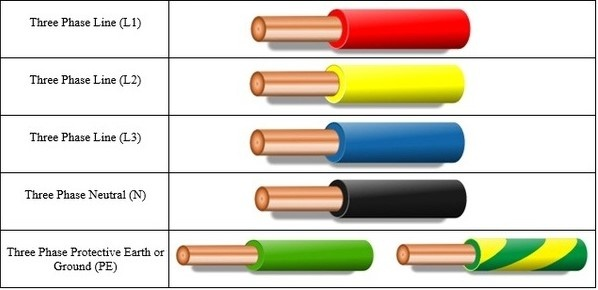 Three Phase Line (L1)
Three Phase Line (L2)
Three Phase Line (L3)
Three Phase Neutral (N)
Three Phase Protective Earth or
Ground (PE)